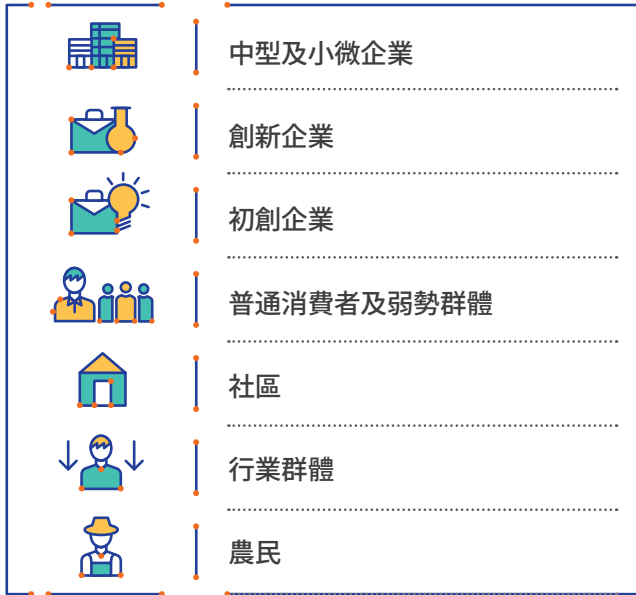 中型及小微企業
創新企業
初創企業
普通消費者及弱勢群體
社區
行業群體
農民